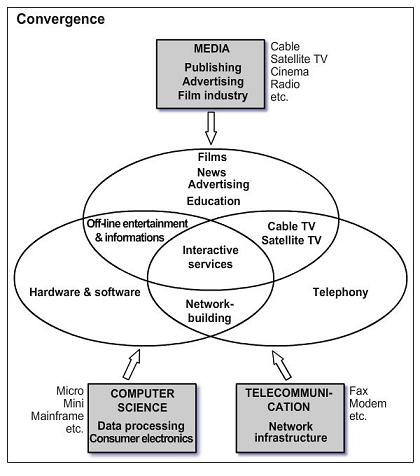 Convergence
MEDIA
Publishing
Advertising
Film industry
Cable
Satellite TV
Cinema
Radio
etc.
Films
News
Advertising
Education
Off-line entertainment
& informations
Cable TV
Satellite TV
Interactive
services
Hardware & software
Telephony
Network-
building
Micro
Mini
Mainframe
etc.
COMPUTER
SCIENCE
Data processing
Consumer electronics
TELECOMMUNI-
CATION
Network
infrastructure
Fax
Modem
etc.